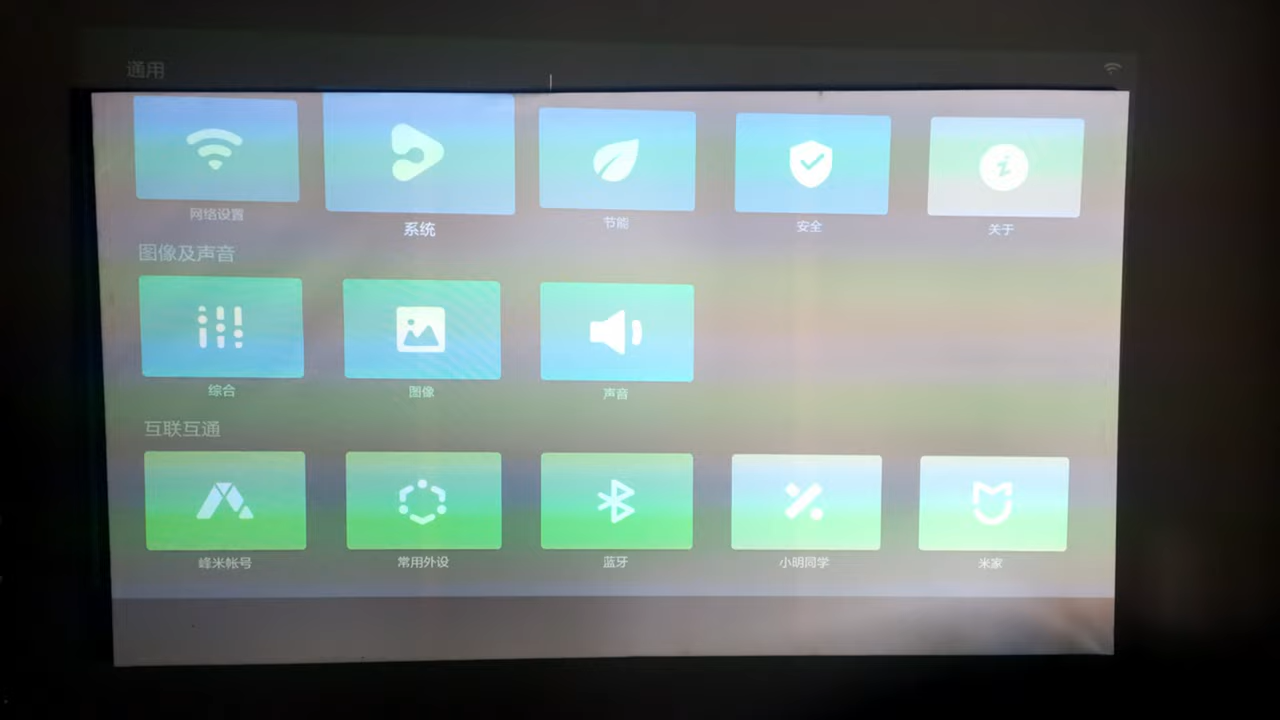 通用
网络设置
系统
节能
安全
关于
图像及声音
综合
图像
声音
互联互通
峰米帐号
常用外设
蓝牙
小明同学
米家